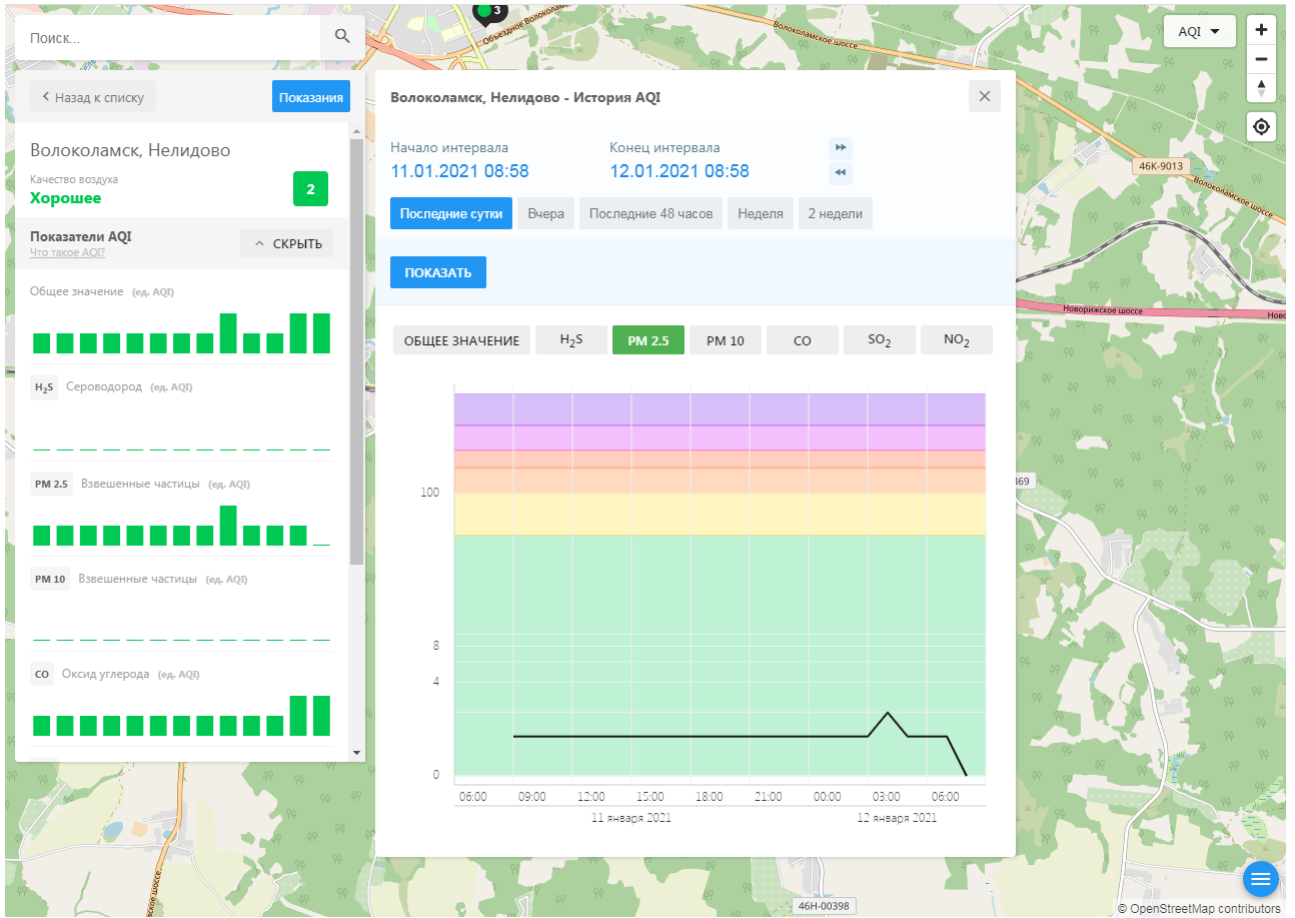 3
Объездное Волокола
Волоколамское шоссе
Поиск...
AQI
Назад к списку
Показания
Волоколамск, Нелидово - История AQI
Волоколамск, Нелидово
Качество воздуха
Хорошее
2
Начало интервала
Конец интервала
11.01.2021 08:58
12.01.2021 08:58
46К-9013
Волоколамское шоссе
Последние сутки
Вчера
Последние 48 часов
Неделя
2 недели
Показатели AQI
Что такое AQI?
СКРЫТЬ
ПОКАЗАТЬ
Общее значение (ед. AQI)
Новорижское шоссе
Ново
ОБЩЕЕ ЗНАЧЕНИЕ
H2S
PM 2.5
PM 10
CO
SO2
NO2
H2S Сероводород (ед. AQI)
PM 2.5 Взвешенные частицы (ед. AQI)
PM 10 Взвешенные частицы (ед. AQI)
CO Оксид углерода (ед. AQI)
100
8
4
0
369
06:00
09:00
12:00
15:00
18:00
21:00
00:00
03:00
06:00
11 января 2021
12 января 2021
46Н-00398
© OpenStreetMap contributors